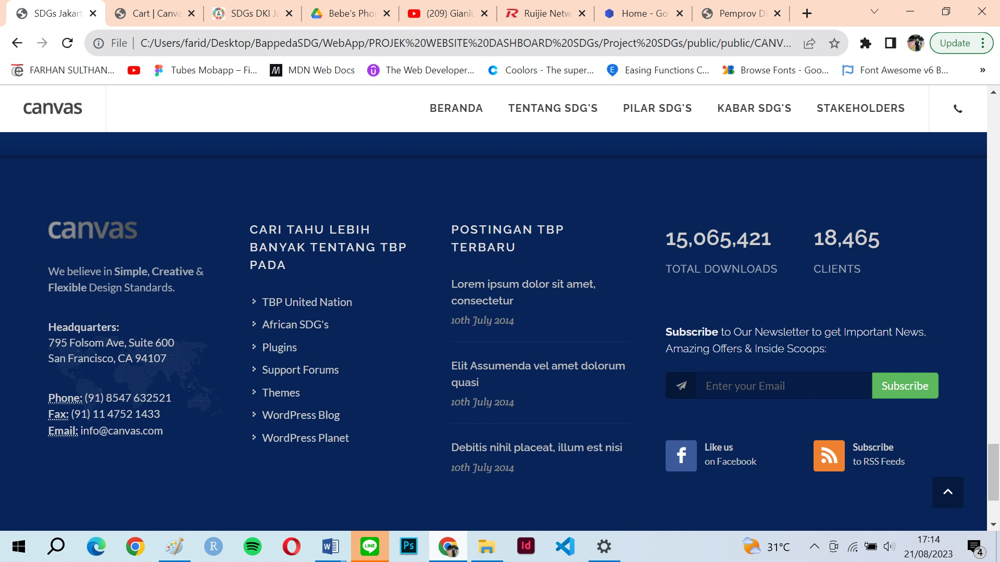 SDGs Jakart
Cart | Canva
SDGs DKI Ja
Bebe's Phor
(209) Gianlu
Ruijie Netw
Home - Gov
Pemprov D
File
C:/Users/farid/Desktop/BappedaSDG/WebApp/PROJEK%20WEBSITE%20DASHBOARD%20SDGs/Project%20SDGs/public/public/CANV...
Update
FARHAN SULTHAN...
Tubes Mobapp – Fi...
MDN Web Docs
The Web Developer...
Coolors - The super...
Easing Functions C...
Browse Fonts - Goo...
Font Awesome v6 B...
»
canvas
BERANDA
TENTANG SDG'S
PILAR SDG'S
KABAR SDG'S
STAKEHOLDERS
canvas
We believe in Simple, Creative &
Flexible Design Standards.
Headquarters:
795 Folsom Ave, Suite 600
San Francisco, CA 94107
Phone: (91) 8547 632521
Fax: (91) 11 4752 1433
Email: info@canvas.com
CARI TAHU LEBIH
BANYAK TENTANG TBP
PADA
TBP United Nation
African SDG's
Plugins
Support Forums
Themes
WordPress Blog
WordPress Planet
POSTINGAN TBP
TERBARU
Lorem ipsum dolor sit amet,
consectetur
10th July 2014
Elit Assumenda vel amet dolorum
quasi
10th July 2014
Debitis nihil placeat, illum est nisi
10th July 2014
15,065,421
TOTAL DOWNLOADS
18,465
CLIENTS
Subscribe to Our Newsletter to get Important News,
Amazing Offers & Inside Scoops:
Enter your Email
Subscribe
Like us
on Facebook
Subscribe
to RSS Feeds
R
W
LINE
Ps
Id
31°C
17:14
21/08/2023
4